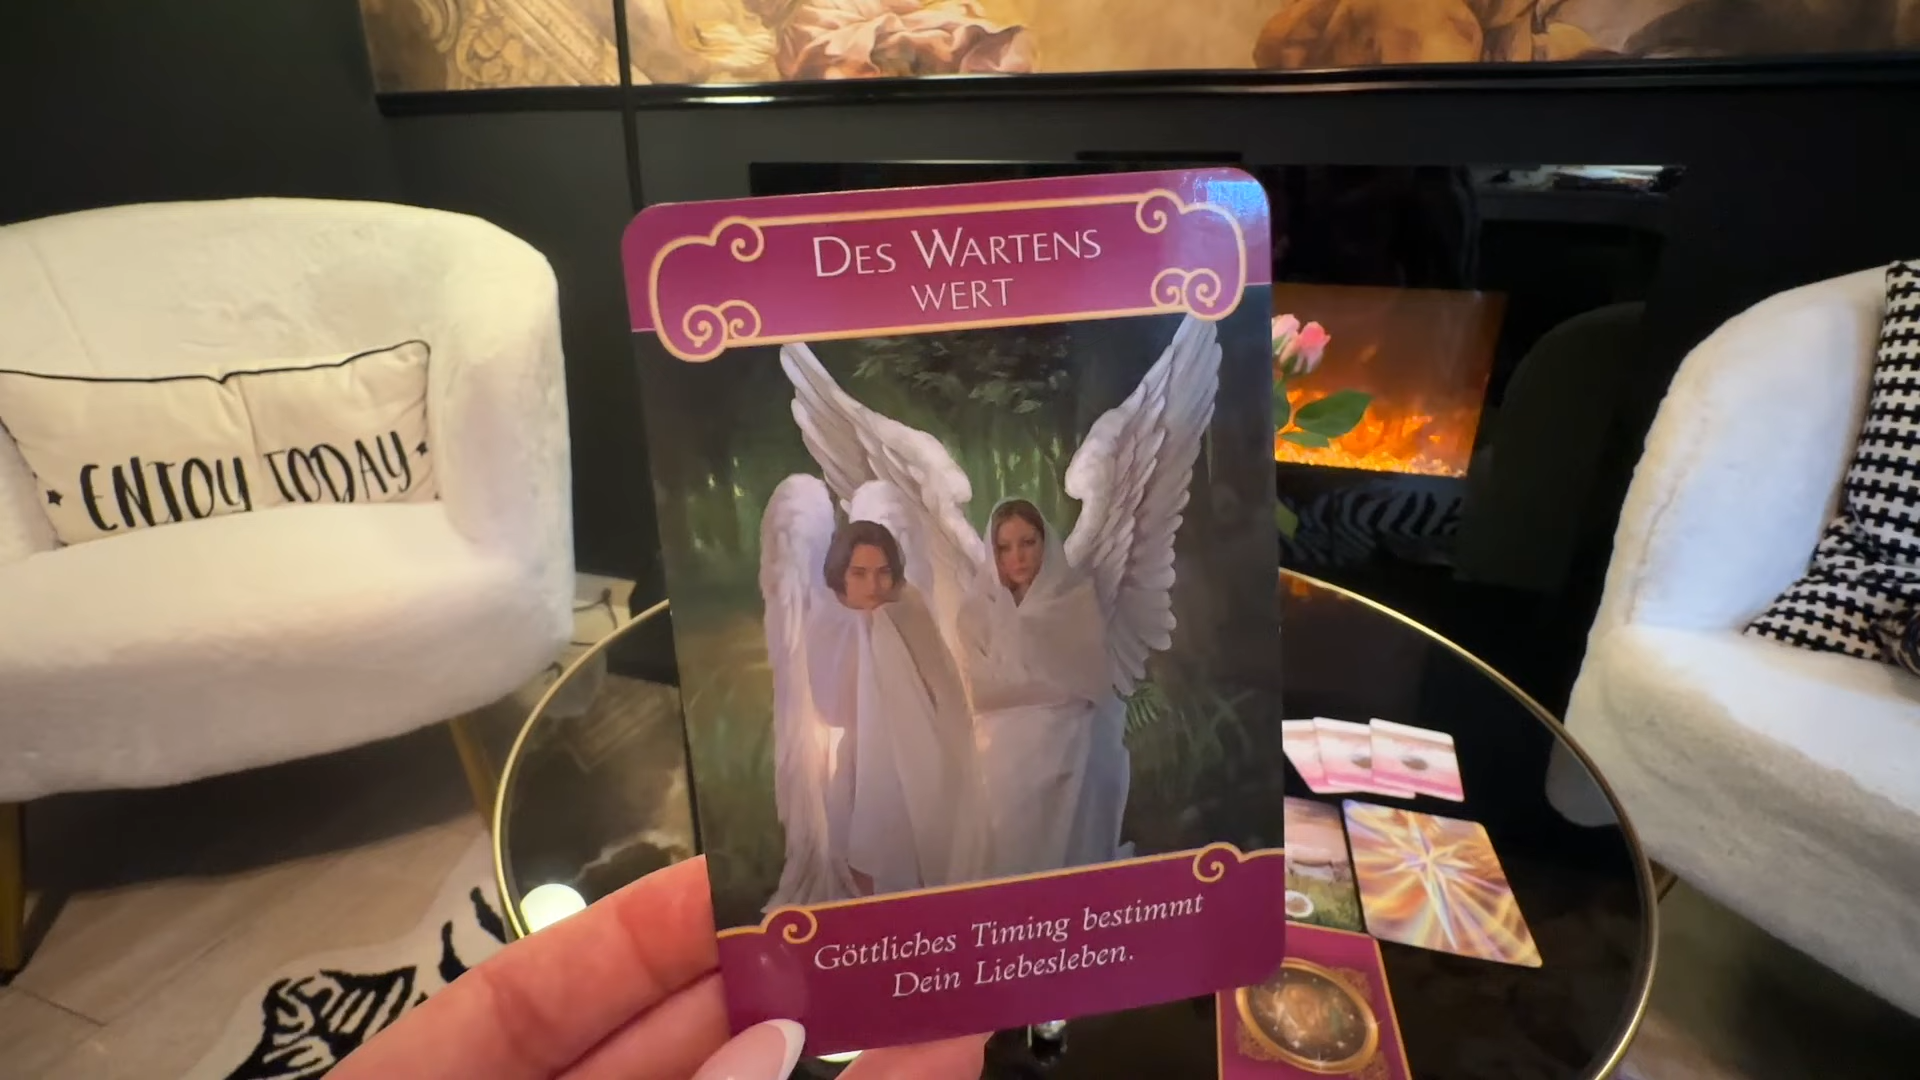 DES WARTENS
WERT
ENJOY TODAY
Göttliches Timing bestimmt
Dein Liebesleben.